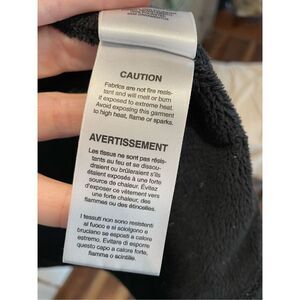 CAUTION
Fabrics are not fire resis-
tant and will melt or burn
if exposed to extreme heat.
Avoid exposing this garment
to high heat, flame or sparks.
AVERTISSEMENT
Les tissus ne sont pas résis-
tants au feu et se fou-
draient ou brûleraient s'ils
étaient exposés à une forte
source de chaleur. Évitez
d'exposer ce vêtement vers
une forte chaleur, des
flammes ou des étincelles.
I tessuti non sono resistenti
al fuoco e si sciolgono e
bruciano se esposti a calore
estremo. Evitare di esporre
questo capo a calore forte,
fiamma o scintille.